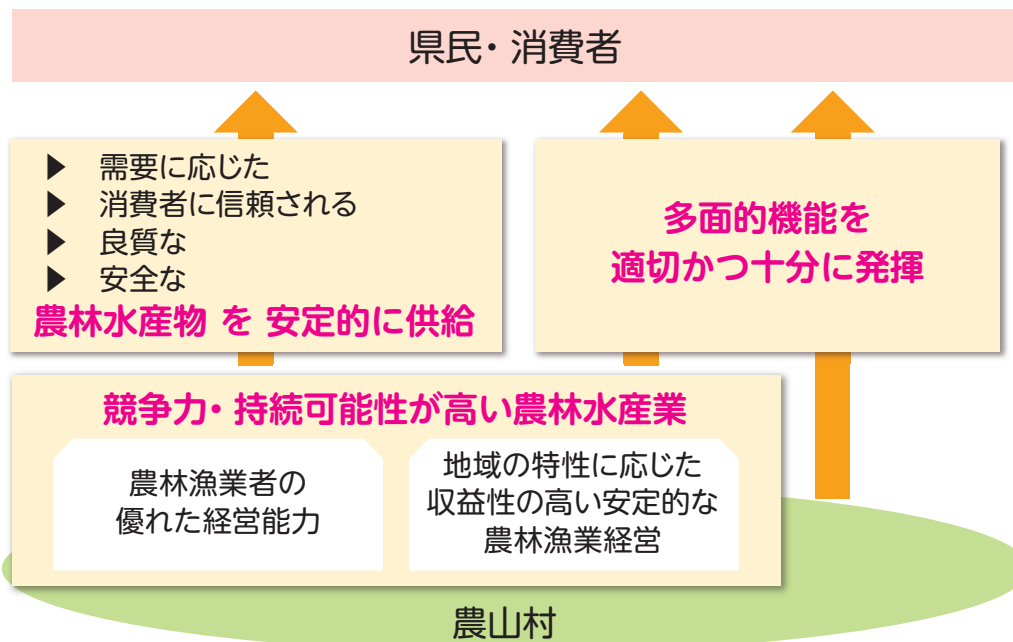 県民・消費者
▶ 需要に応じた
▶ 消費者に信頼される
▶ 良質な
▶ 安全な
農林水産物 を 安定的に供給
多面的機能を
適切かつ十分に発揮
競争力・持続可能性が高い農林水産業
農林漁業者の
優れた経営能力
地域の特性に応じた
収益性の高い安定的な
農林漁業経営
農山村